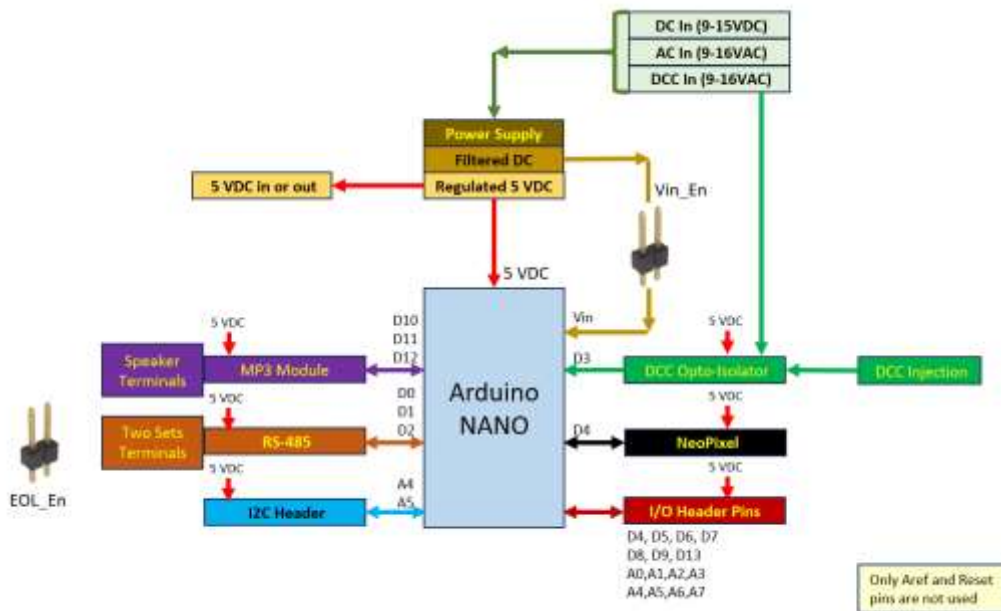 DC In (9-15VDC)
AC In (9-16VAC)
DCC In (9-16VAC)
Power Supply
Filtered DC
Regulated 5 VDC
5 VDC in or out
Vin_En
5 VDC
Vin
D10
D11
D12
5 VDC
Speaker
Terminals
MP3 Module
D3
5 VDC
DCC Opto-Isolator
DCC Injection
Arduino
NANO
D0
D1
D2
5 VDC
Two Sets
Terminals
RS-485
D4
5 VDC
NeoPixel
EOL_En
A4
A5
5 VDC
I2C Header
5 VDC
I/O Header Pins
D4, D5, D6, D7
D8, D9, D13
A0,A1,A2,A3
A4,A5,A6,A7
Only Aref and Reset
pins are not used